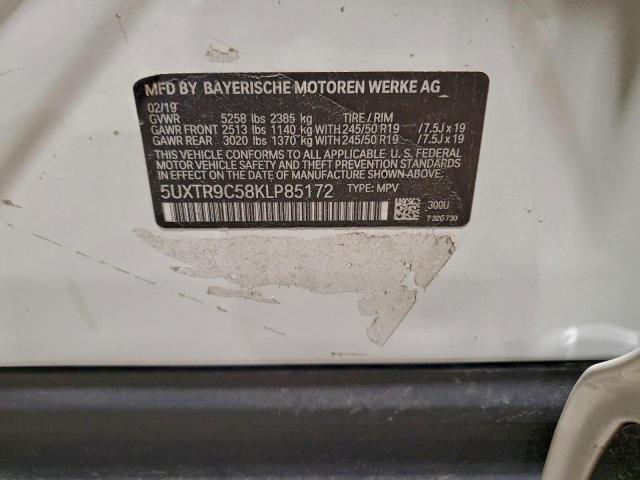 MFD BY BAYERISCHE MOTOREN WERKE AG
02/19
GVWR 5258 lbs 2385 kg TIRE / RIM
GAWR FRONT 2513 lbs 1140 kg WITH 245/50 R19 /7.5J x 19
GAWR REAR 3020 lbs 1370 kg WITH 245/50 R19 /7.5J x 19
THIS VEHICLE CONFORMS TO ALL APPLICABLE U. S. FEDERAL
MOTOR VEHICLE SAFETY AND THEFT PREVENTION STANDARDS
IN EFFECT ON THE DATE OF MANUFACTURE SHOWN ABOVE.
5UXTR9C58KLP85172 TYPE: MPV
300U
7 320 730